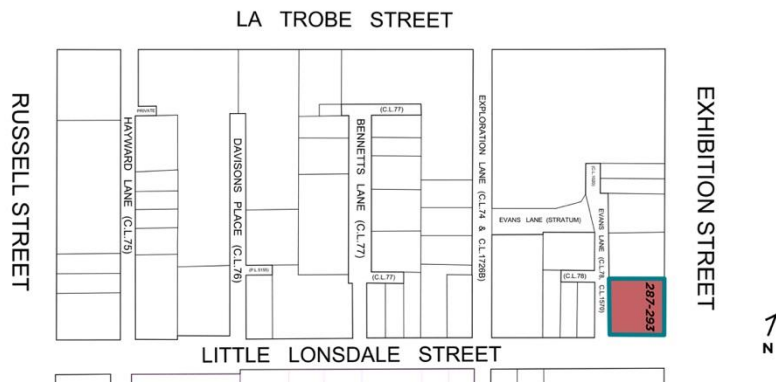 LA TROBE STREET
RUSSELL STREET
PRIVATE
HAYWARD LANE (C.L.75)
DAVISONS PLACE (C.L.76)
(C.L.77)
BENNETTS LANE (C.L.77)
(C.L.77)
EXPLORATION LANE (C.L.74 & C.L.1726B)
EVANS LANE (STRATUM)
(C.L.78)
EVANS LANE (C.L.78, C.L.1570)
287-293
EXHIBITION STREET
LITTLE LONSDALE STREET
N